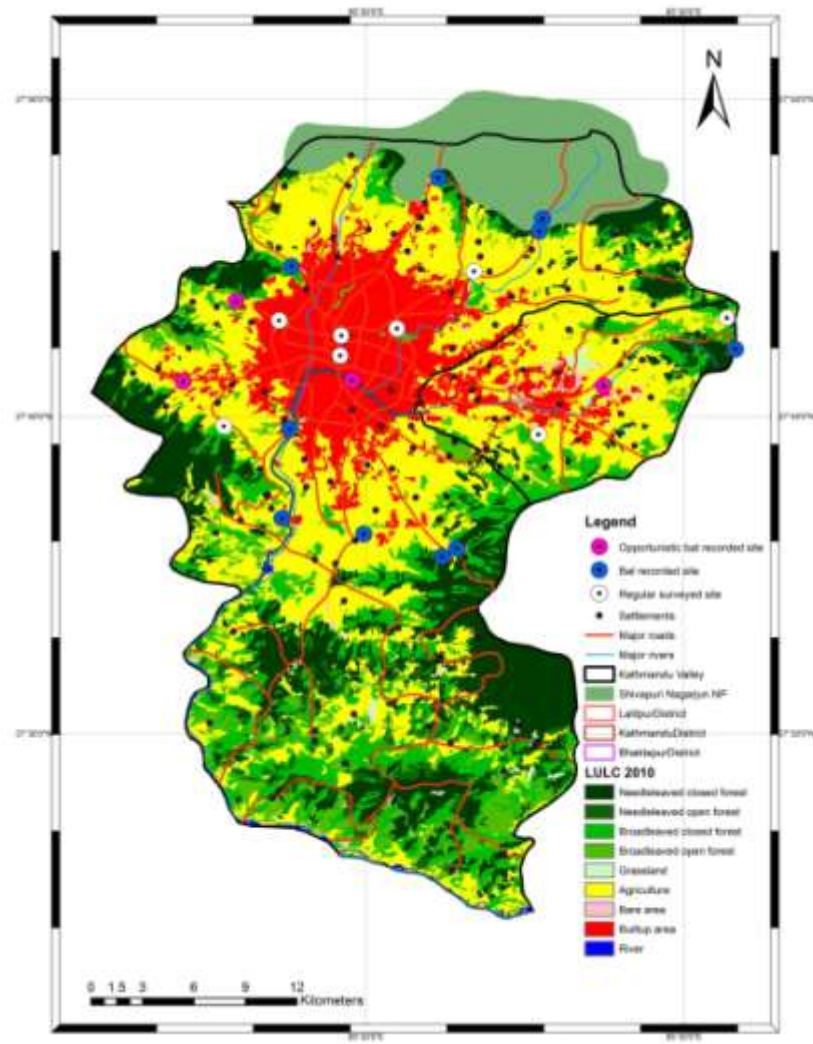 N
Legend
Opportunistic bat recorded site
Bat recorded site
Regular surveyed site
Settlements
Major roads
Major rivers
Kathmandu Valley
Shivapuri Nagarjun NP
LalitpurDistrict
KathmanduDistrict
BhaktapurDistrict
LULC 2010
Needleleaved closed forest
Needleleaved open forest
Broadleaved closed forest
Broadleaved open forest
Grassland
Agriculture
Bare area
Builtup area
River
0 1.5 3 6 9 12
Kilometers